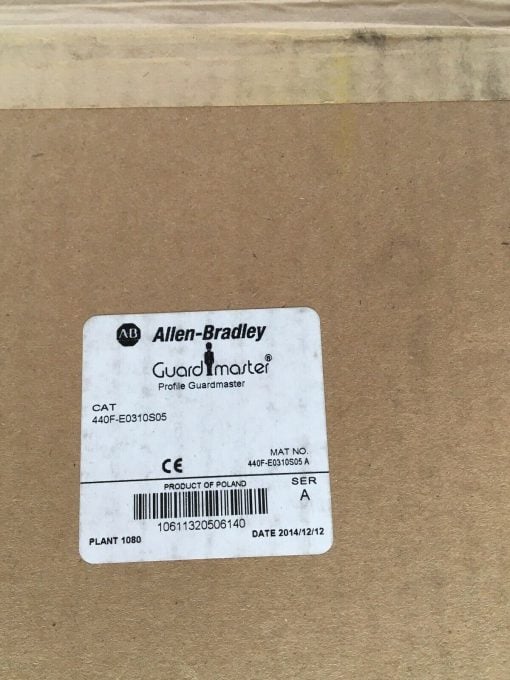 AB Allen-Bradley
Guardmaster®
Profile Guardmaster
CAT
440F-E0310S05
MAT NO.
440F-E0310S05 A
CE
PRODUCT OF POLAND
SER
A
10611320506140
PLANT 1080
DATE 2014/12/12